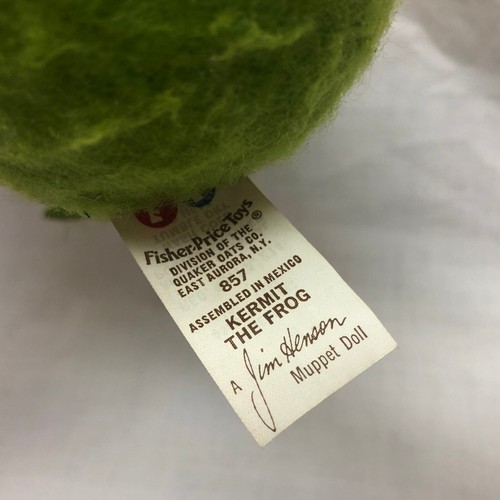 Fisher-Price Toys®
DIVISION OF THE
QUAKER OATS CO.
EAST AURORA, N.Y.
857
ASSEMBLED IN MEXICO
KERMIT
THE FROG
A Jim Henson
Muppet Doll